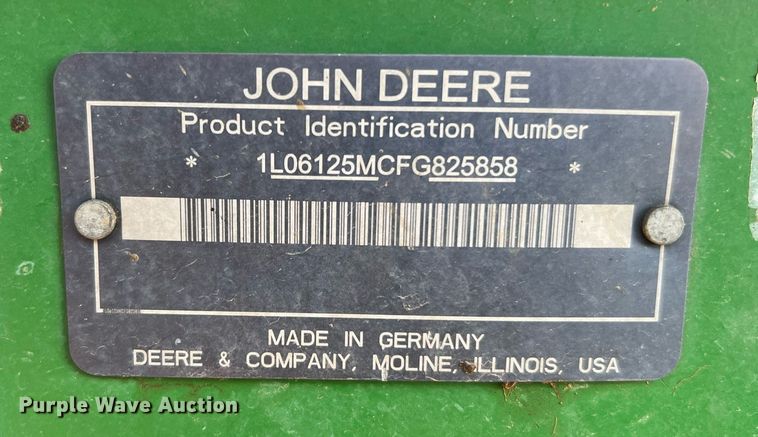 JOHN DEERE
Product Identification Number
* 1L06125MCFG825858 *
MADE IN GERMANY
DEERE & COMPANY, MOLINE, ILLINOIS, USA
Purple Wave Auction